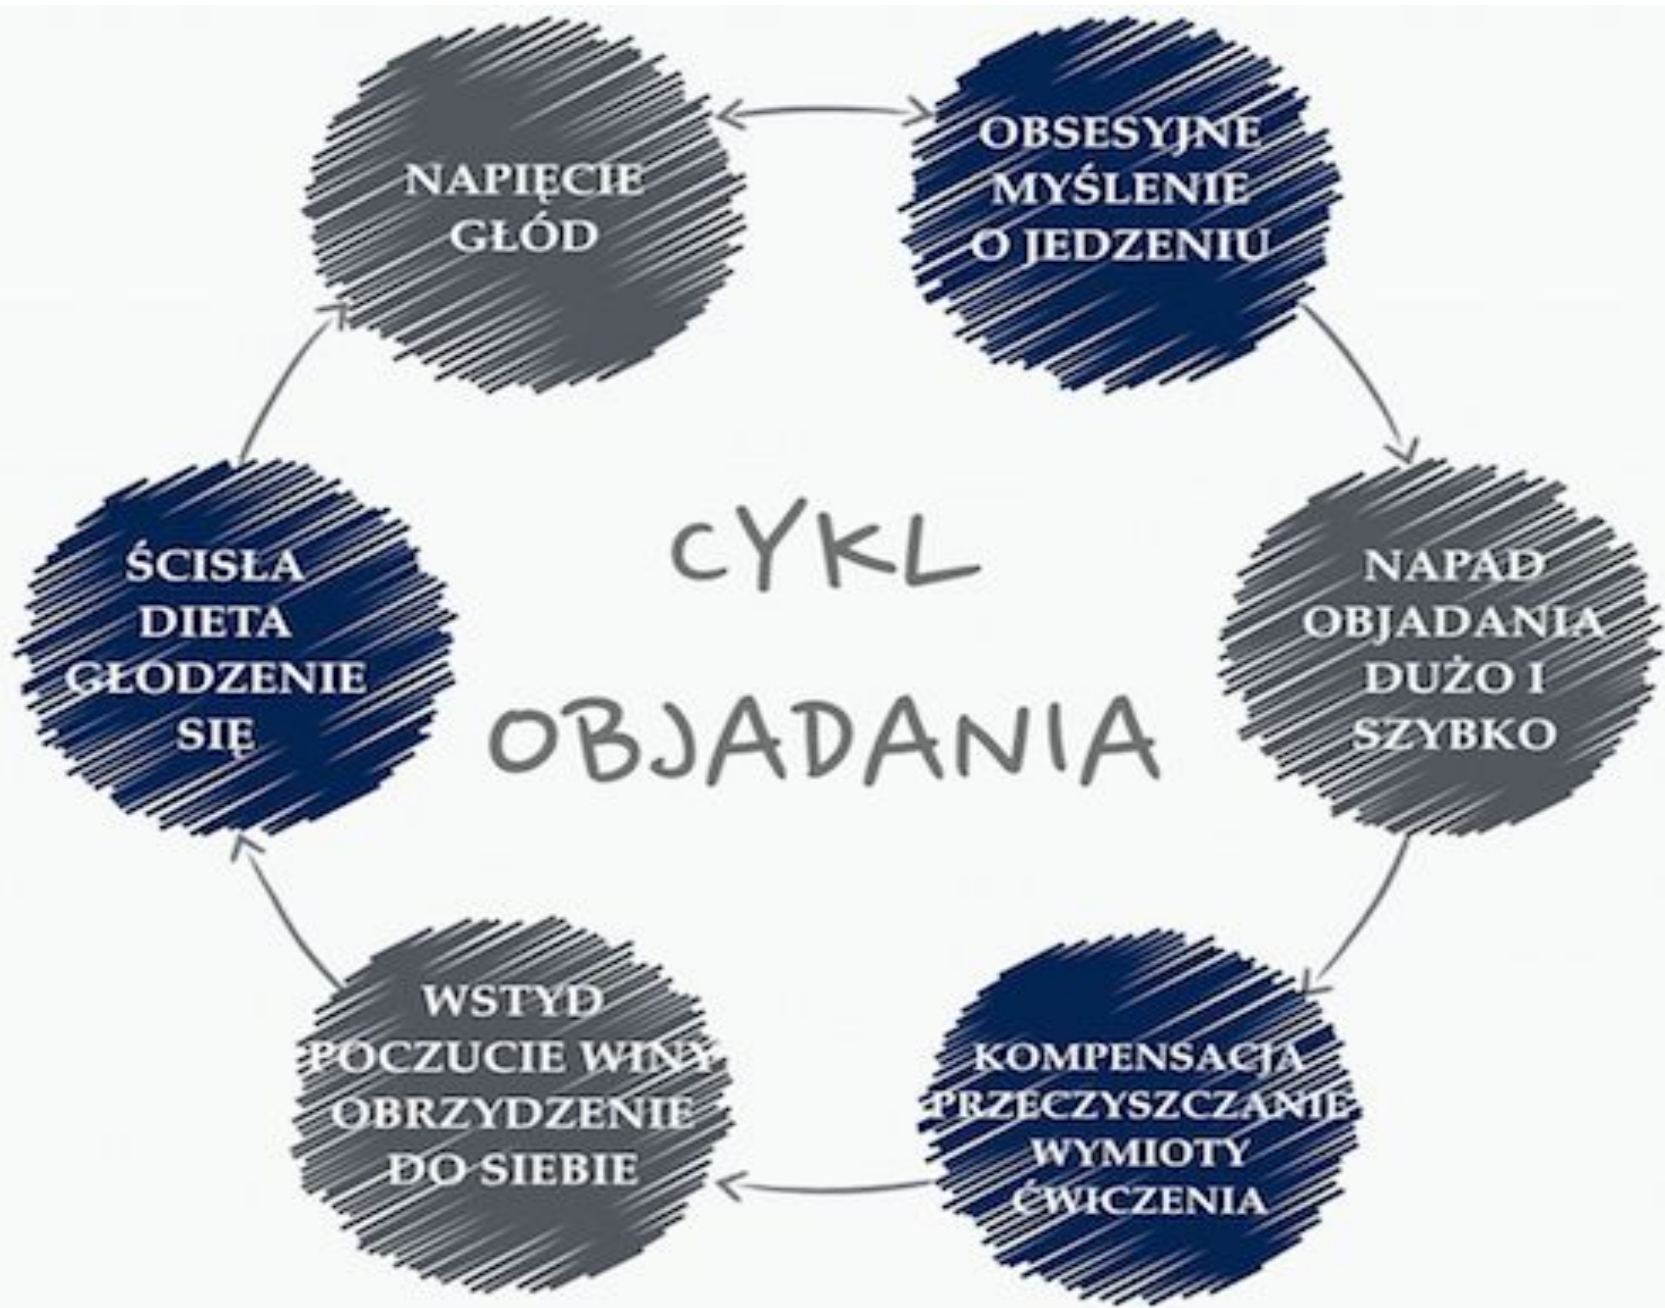 NAPIĘCIE
GŁÓD
OBSESYJNE
MYŚLENIE
O JEDZENIU
NAPAD
OBJADANIA
DUŻO I
SZYBKO
KOMPENSACJA
PRZECZYSZCZANIE
WYMIOTY
ĆWICZENIA
WSTYD
POCZUCIE WINY
OBRZYDZENIE
DO SIEBIE
ŚCISŁA
DIETA
GŁODZENIE
SIĘ
CYKL
OBJADANIA